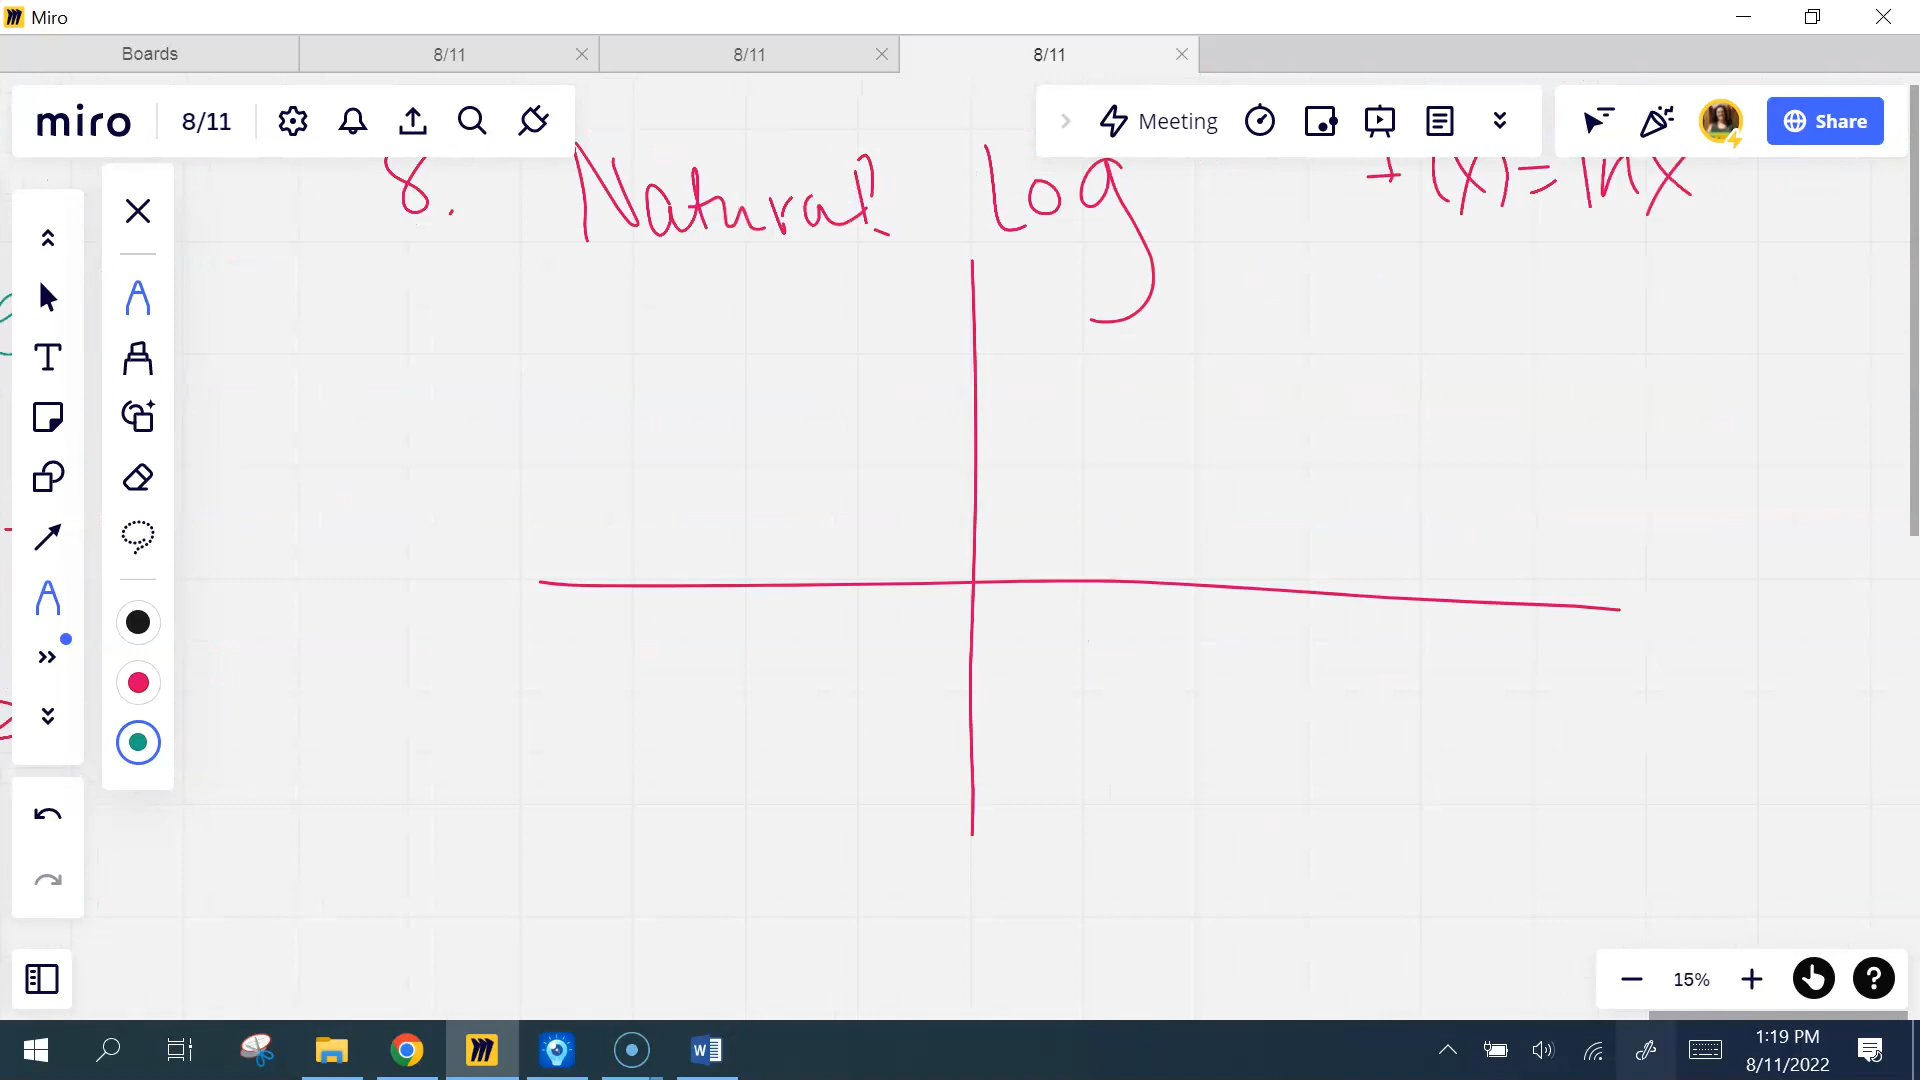 Miro
Boards 8/11 8/11 8/11
miro 8/11 Meeting Share
8. Natural Log f(x)=lnx
T
15%
1:19 PM
8/11/2022